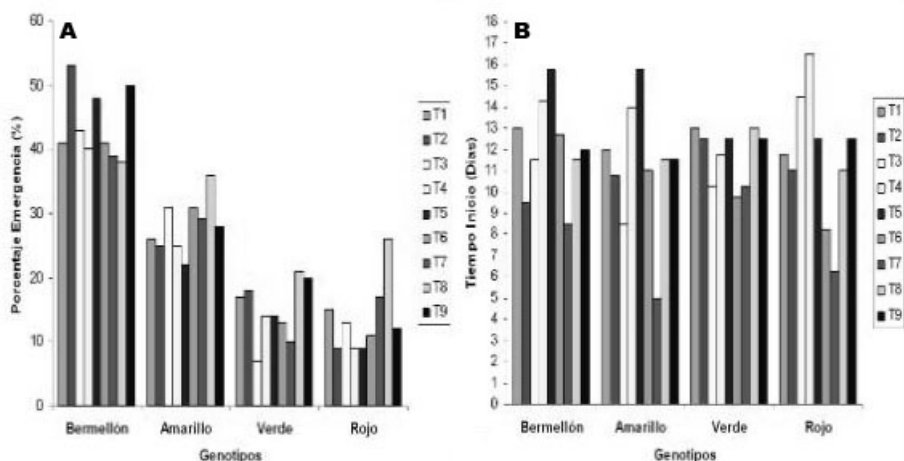 A
Porcentaje Emergencia (%)
60
50
40
30
20
10
0
Bermellón Amarillo Verde Rojo
Genotipos
T1
T2
T3
T4
T5
T6
T7
T8
T9
B
Tiempo Inicio (Dias)
18
17
16
15
14
13
12
11
10
9
8
7
6
5
4
3
2
1
0
Bermellón Amarillo Verde Rojo
Genotipos
T1
T2
T3
T4
T5
T6
T7
T8
T9